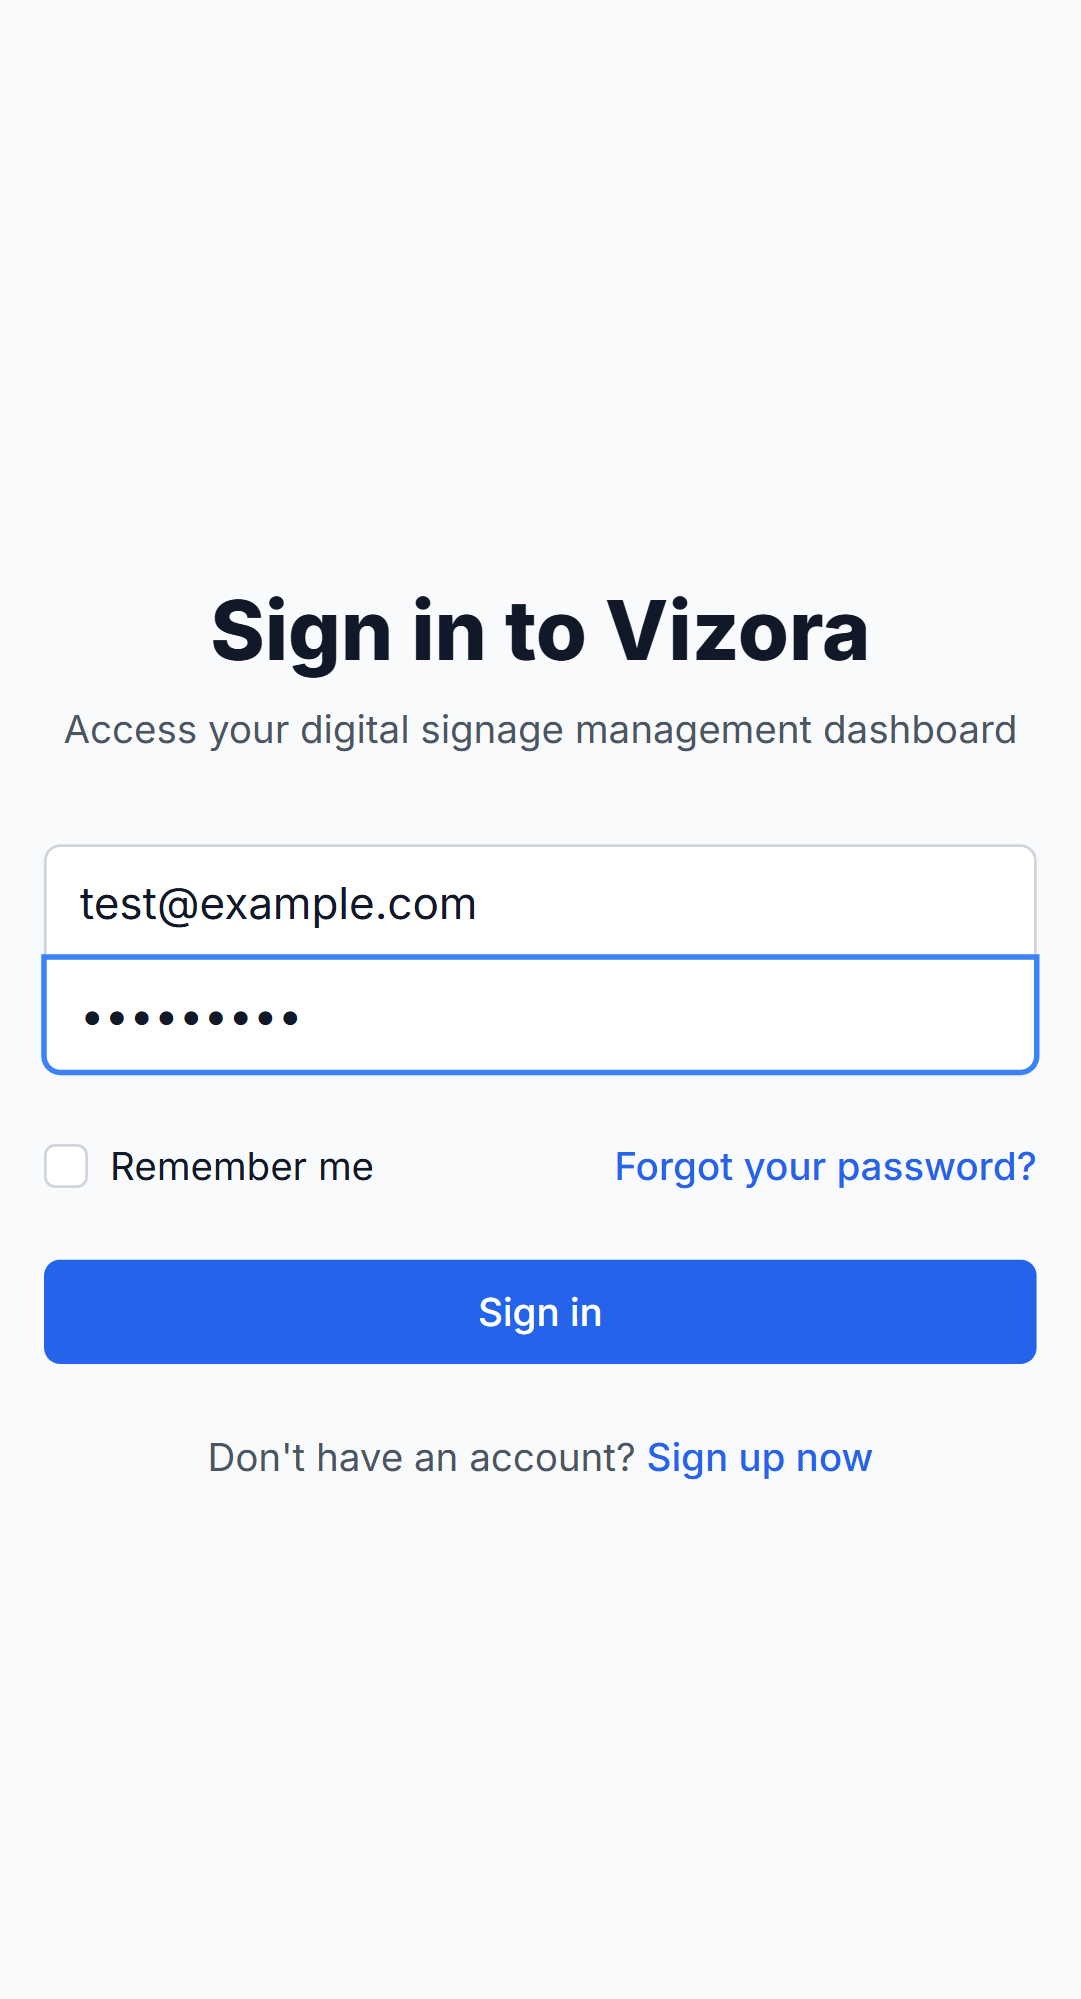 Sign in to Vizora
Access your digital signage management dashboard
test@example.com
•••••••••
Remember me
Forgot your password?
Sign in
Don't have an account? Sign up now